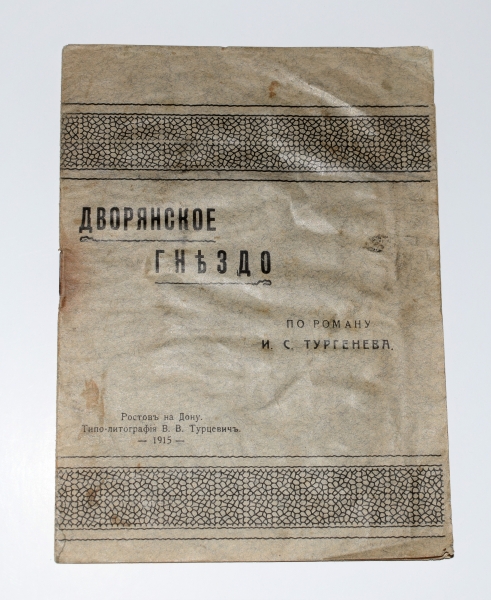 ДВОРЯНСКОЕ
ГНѢЗДО
ПО РОМАНУ
И. С. ТУРГЕНЕВА.
Ростовъ на Дону.
Типо-литографія В. В. Турцевичъ.
— 1915 —